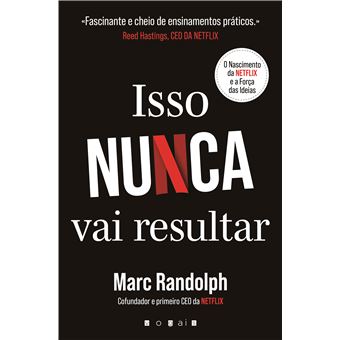 «Fascinante e cheio de ensinamentos práticos.»
Reed Hastings, CEO DA NETFLIX
O Nascimento
da NETFLIX
e a Força
das Ideias
Isso
NUNCA
vai resultar
Marc Randolph
Cofundador e primeiro CEO da NETFLIX
vogais